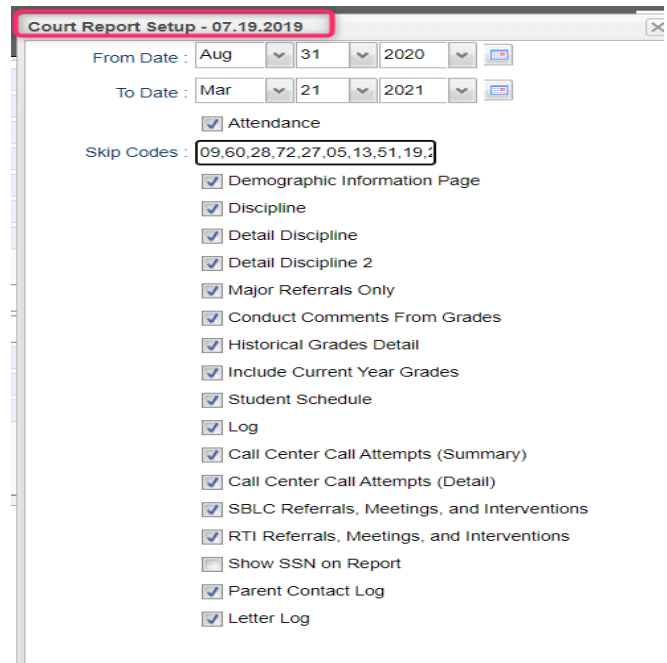 Court Report Setup - 07.19.2019
From Date : Aug 31 2020
To Date : Mar 21 2021
Attendance
Skip Codes : 09,60,28,72,27,05,13,51,19,
Demographic Information Page
Discipline
Detail Discipline
Detail Discipline 2
Major Referrals Only
Conduct Comments From Grades
Historical Grades Detail
Include Current Year Grades
Student Schedule
Log
Call Center Call Attempts (Summary)
Call Center Call Attempts (Detail)
SBLC Referrals, Meetings, and Interventions
RTI Referrals, Meetings, and Interventions
Show SSN on Report
Parent Contact Log
Letter Log